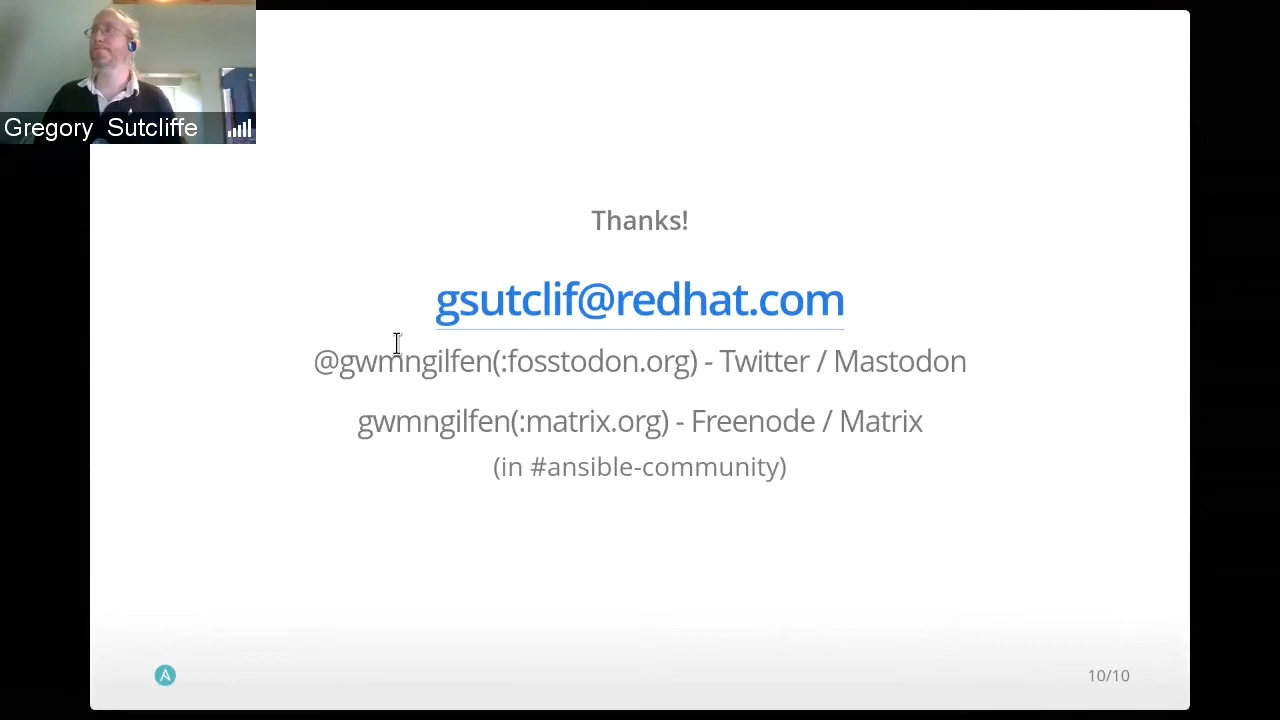 Gregory Sutcliffe
Thanks!
gsutclif@redhat.com
@gwmngilfen(:fosstodon.org) - Twitter / Mastodon
gwmngilfen(:matrix.org) - Freenode / Matrix
(in #ansible-community)
A
10/10